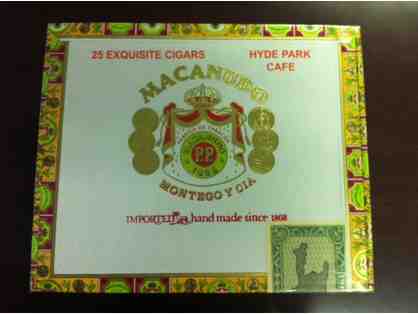 25 EXQUISITE CIGARS
HYDE PARK
CAFE
MACANUDO
MONTEGO Y CIA
IMPORTED hand made since 1868